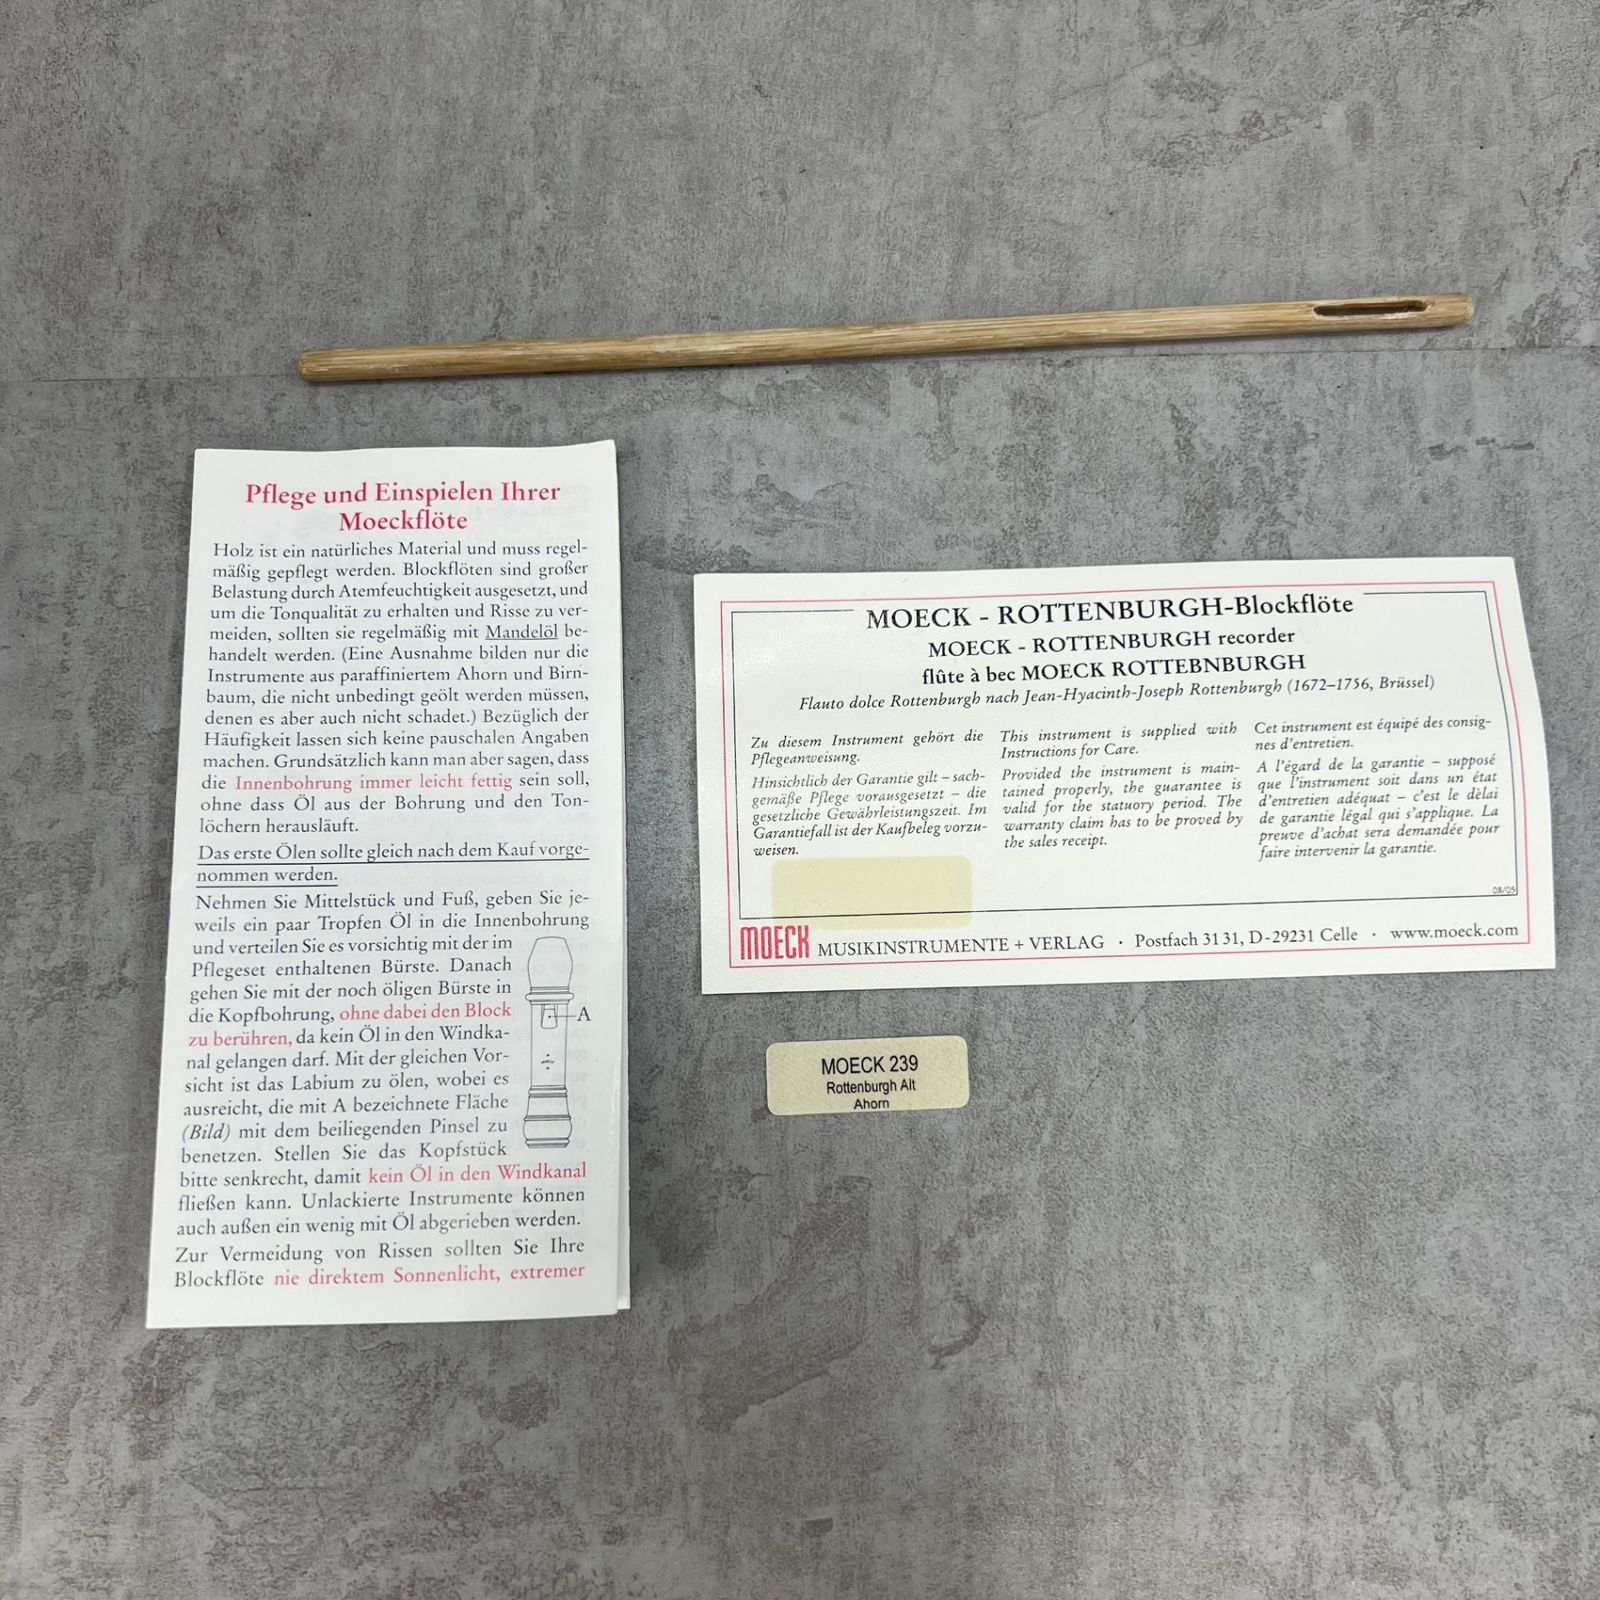 Pflege und Einspielen Ihrer
Moeckflöte
Holz ist ein natürliches Material und muss regel-
mäßig gepflegt werden. Blockflöten sind großer
Belastung durch Atemfeuchtigkeit ausgesetzt, und
um die Tonqualität zu erhalten und Risse zu ver-
meiden, sollten sie regelmäßig mit Mandelöl be-
handelt werden. (Eine Ausnahme bilden nur die
Instrumente aus paraffiniertem Ahorn und Birn-
baum, die nicht unbedingt geölt werden müssen,
denen es aber auch nicht schadet.) Bezüglich der
Häufigkeit lassen sich keine pauschalen Angaben
machen. Grundsätzlich kann man aber sagen, dass
die Innenbohrung immer leicht fettig sein soll,
ohne dass Öl aus der Bohrung und den Ton-
löchern herausläuft.
Das erste Ölen sollte gleich nach dem Kauf vorge-
nommen werden.
Nehmen Sie Mittelstück und Fuß, geben Sie je-
weils ein paar Tropfen Öl in die Innenbohrung
und verteilen Sie es vorsichtig mit der im
Pflegeset enthaltenen Bürste. Danach
gehen Sie mit der noch öligen Bürste in
die Kopfbohrung, ohne dabei den Block
zu berühren, da kein Öl in den Windka-
nal gelangen darf. Mit der gleichen Vor-
sicht ist das Labium zu ölen, wobei es
ausreicht, die mit A bezeichnete Fläche
(Bild) mit dem beiliegenden Pinsel zu
benetzen. Stellen Sie das Kopfstück
bitte senkrecht, damit kein Öl in den Windkanal
fließen kann. Unlackierte Instrumente können
auch außen ein wenig mit Öl abgerieben werden.
Zur Vermeidung von Rissen sollten Sie Ihre
Blockflöte nie direktem Sonnenlicht, extremer
A
MOECK - ROTTENBURGH-Blockflöte
MOECK - ROTTENBURGH recorder
flûte à bec MOECK ROTTEBNBURGH
Flauto dolce Rottenburgh nach Jean-Hyacinth-Joseph Rottenburgh (1672–1756, Brüssel)
Zu diesem Instrument gehört die
Pflegeanweisung.
Hinsichtlich der Garantie gilt – sach-
gemäße Pflege vorausgesetzt – die
gesetzliche Gewährleistungszeit. Im
Garantiefall ist der Kaufbeleg vorzu-
weisen.
This instrument is supplied with
Instructions for Care.
Provided the instrument is main-
tained properly, the guarantee is
valid for the statuory period. The
warranty claim has to be proved by
the sales receipt.
Cet instrument est équipé des consig-
nes d'entretien.
A l'égard de la garantie – supposé
que l'instrument soit dans un état
d'entretien adéquat – c'est le dèlai
de garantie légal qui s'applique. La
preuve d'achat sera demandée pour
faire intervenir la garantie.
08/05
MOECK MUSIKINSTRUMENTE + VERLAG · Postfach 31 31, D-29231 Celle · www.moeck.com
MOECK 239
Rottenburgh Alt
Ahorn